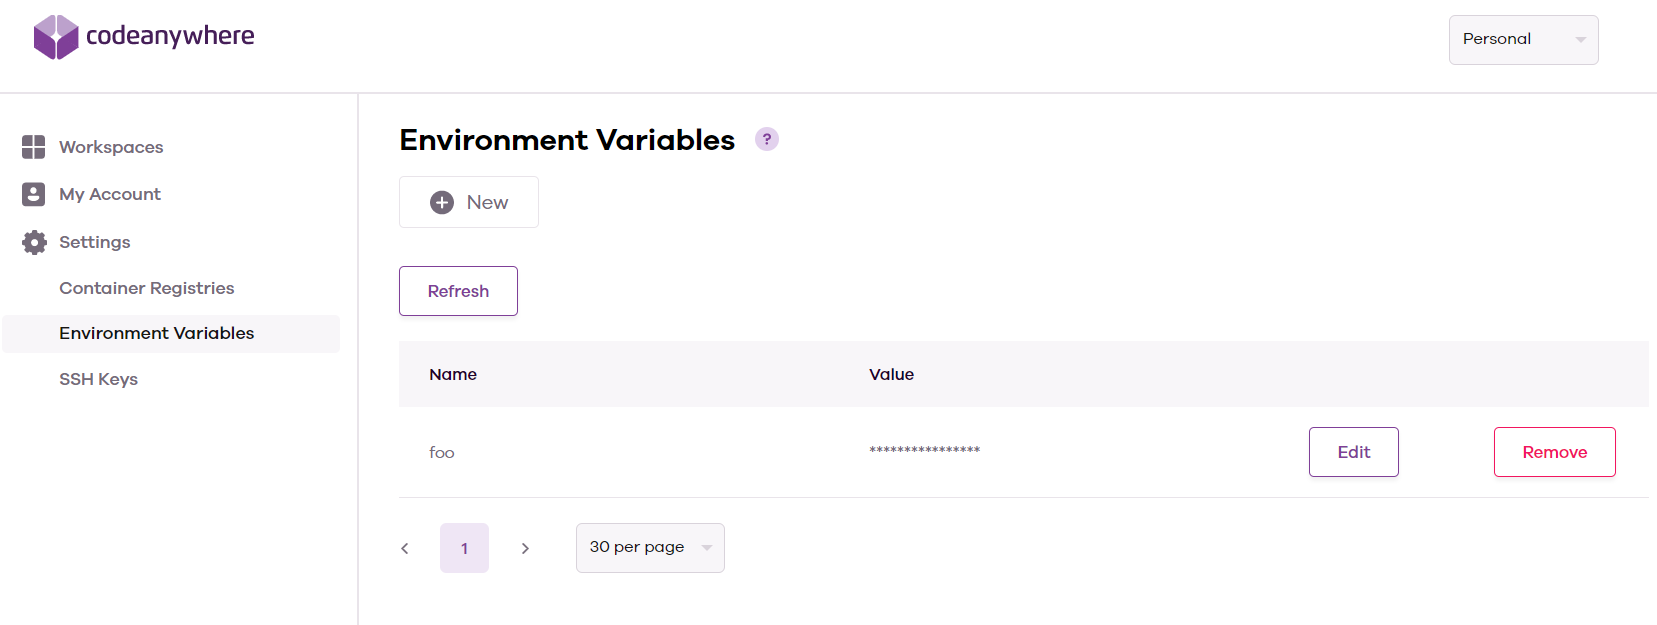 codeanywhere
Personal
Workspaces
My Account
Settings
Container Registries
Environment Variables
SSH Keys
Environment Variables ?
New
Refresh
Name Value
foo **************** Edit Remove
1 30 per page